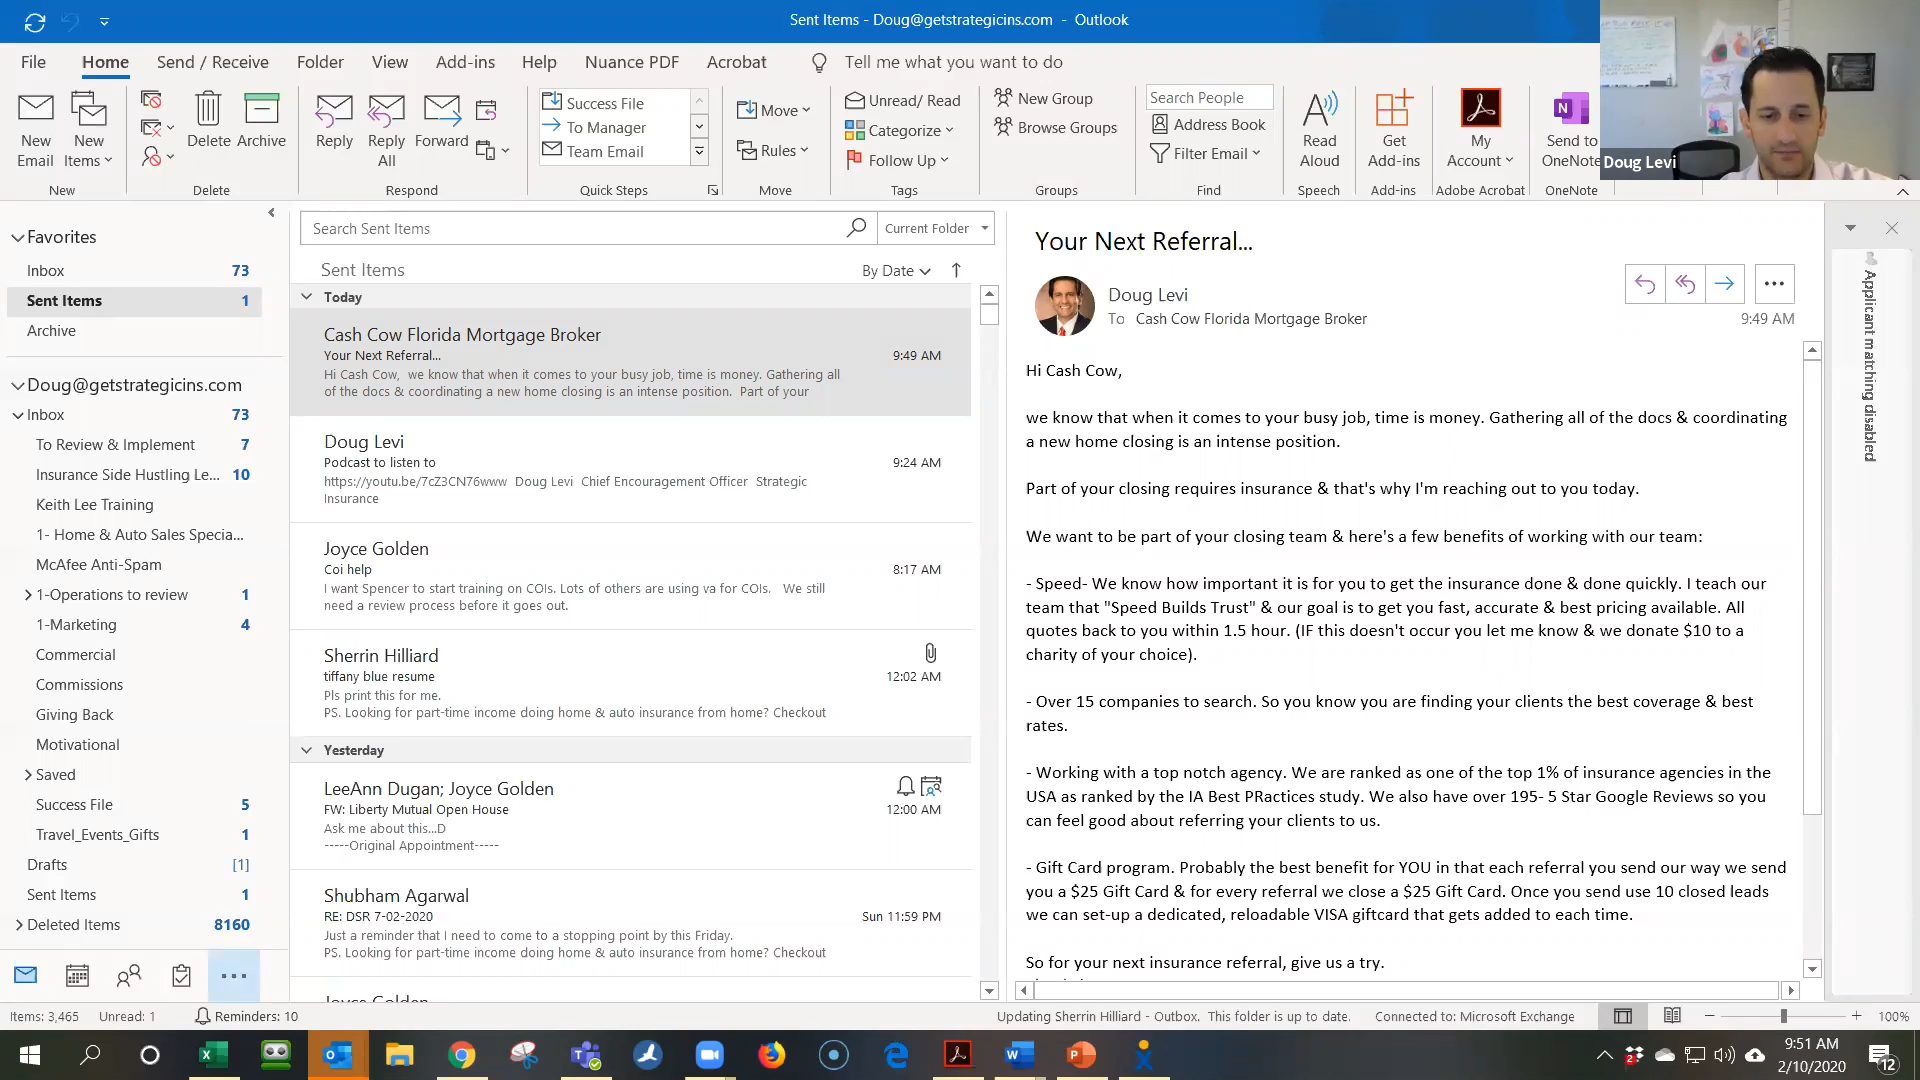 Sent Items - Doug@getstrategicins.com - Outlook
File Home Send / Receive Folder View Add-ins Help Nuance PDF Acrobat Tell me what you want to do
New Email
New Items
Delete
Archive
Reply
Reply All
Forward
Success File
To Manager
Team Email
Move
Rules
Unread/ Read
Categorize
Follow Up
New Group
Browse Groups
Search People
Address Book
Filter Email
Read Aloud
Get Add-ins
My Account
Send to OneNote
New Delete Respond Quick Steps Move Tags Groups Find Speech Add-ins Adobe Acrobat OneNote
Doug Levi
Favorites
Inbox 73
Sent Items 1
Archive
Doug@getstrategicins.com
Inbox 73
To Review & Implement 7
Insurance Side Hustling Le... 10
Keith Lee Training
1- Home & Auto Sales Specia...
McAfee Anti-Spam
1-Operations to review 1
1-Marketing 4
Commercial
Commissions
Giving Back
Motivational
Saved
Success File 5
Travel_Events_Gifts 1
Drafts [1]
Sent Items 1
Deleted Items 8160
Search Sent Items Current Folder
Sent Items By Date
Today
Cash Cow Florida Mortgage Broker
Your Next Referral... 9:49 AM
Hi Cash Cow, we know that when it comes to your busy job, time is money. Gathering all
of the docs & coordinating a new home closing is an intense position. Part of your
Doug Levi
Podcast to listen to 9:24 AM
https://youtu.be/7cZ3CN76www Doug Levi Chief Encouragement Officer Strategic
Insurance
Joyce Golden
Coi help 8:17 AM
I want Spencer to start training on COIs. Lots of others are using va for COIs. We still
need a review process before it goes out.
Sherrin Hilliard
tiffany blue resume 12:02 AM
Pls print this for me.
PS. Looking for part-time income doing home & auto insurance from home? Checkout
Yesterday
LeeAnn Dugan; Joyce Golden
FW: Liberty Mutual Open House 12:00 AM
Ask me about this...D
-----Original Appointment-----
Shubham Agarwal
RE: DSR 7-02-2020 Sun 11:59 PM
Just a reminder that I need to come to a stopping point by this Friday.
PS. Looking for part-time income doing home & auto insurance from home? Checkout
Joyce Golden
Your Next Referral...
Doug Levi
To Cash Cow Florida Mortgage Broker
9:49 AM
Hi Cash Cow,
we know that when it comes to your busy job, time is money. Gathering all of the docs & coordinating
a new home closing is an intense position.
Part of your closing requires insurance & that's why I'm reaching out to you today.
We want to be part of your closing team & here's a few benefits of working with our team:
- Speed- We know how important it is for you to get the insurance done & done quickly. I teach our
team that "Speed Builds Trust" & our goal is to get you fast, accurate & best pricing available. All
quotes back to you within 1.5 hour. (IF this doesn't occur you let me know & we donate $10 to a
charity of your choice).
- Over 15 companies to search. So you know you are finding your clients the best coverage & best
rates.
- Working with a top notch agency. We are ranked as one of the top 1% of insurance agencies in the
USA as ranked by the IA Best PRactices study. We also have over 195- 5 Star Google Reviews so you
can feel good about referring your clients to us.
- Gift Card program. Probably the best benefit for YOU in that each referral you send our way we send
you a $25 Gift Card & for every referral we close a $25 Gift Card. Once you send use 10 closed leads
we can set-up a dedicated, reloadable VISA giftcard that gets added to each time.
So for your next insurance referral, give us a try.
Applicant matching disabled
Items: 3,465 Unread: 1 Reminders: 10 Updating Sherrin Hilliard - Outbox. This folder is up to date. Connected to: Microsoft Exchange 100%
9:51 AM
2/10/2020
12